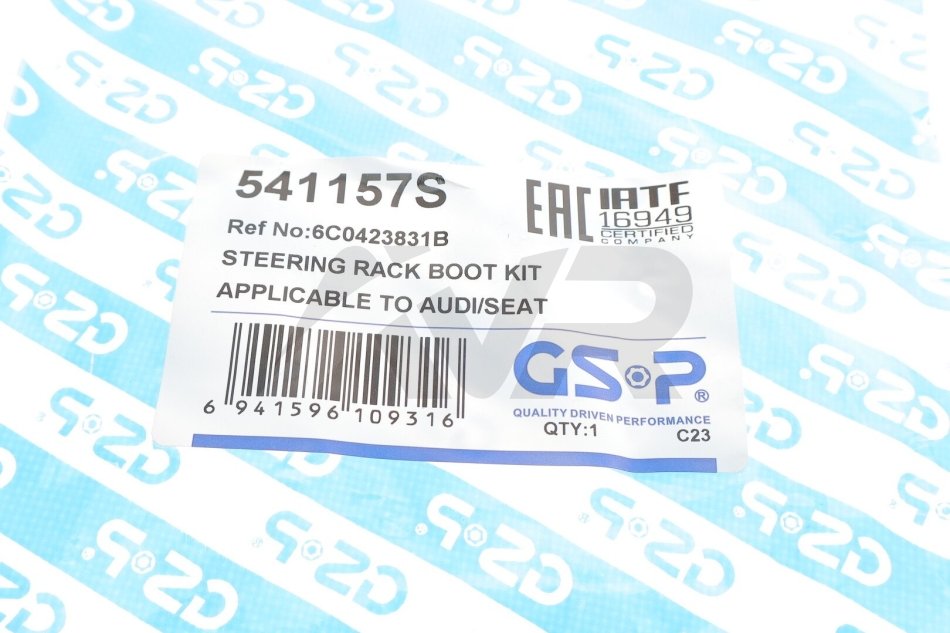 541157S
Ref No:6C0423831B
STEERING RACK BOOT KIT
APPLICABLE TO AUDI/SEAT
EAC
IATF
16949
CERTIFIED
COMPANY
VR
6 941596 109316
GSP®
QUALITY DRIVEN PERFORMANCE
QTY:1
C23